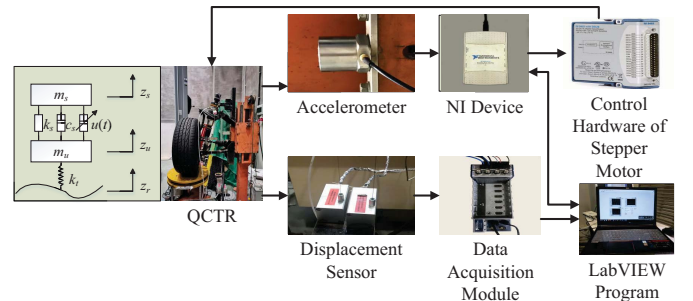 m_s
z_s
k_s
c_s
u(t)
m_u
z_u
k_t
z_r
QCTR
Accelerometer
NI Device
Control
Hardware of
Stepper
Motor
Displacement
Sensor
Data
Acquisition
Module
LabVIEW
Program